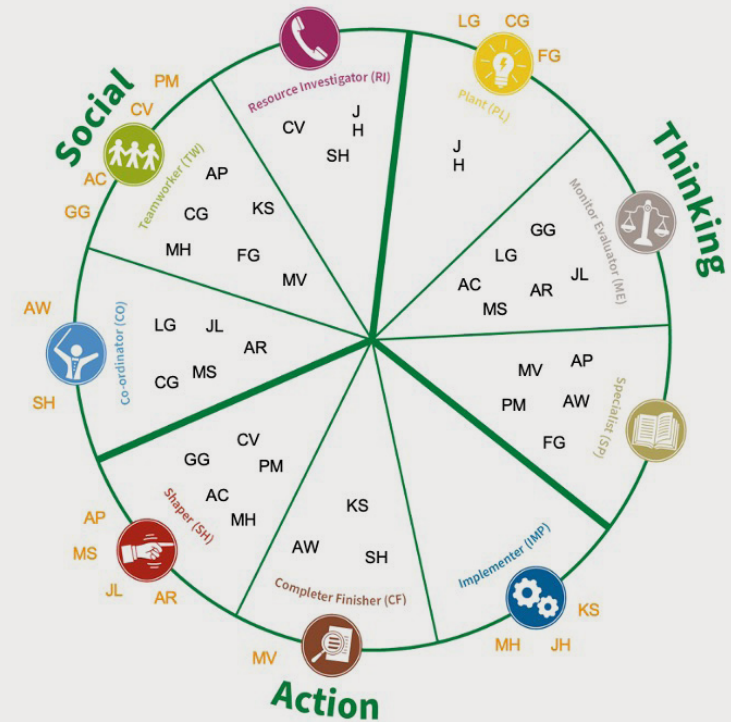 LG CG
FG
PM
CV
AC
GG
Social
Thinking
Resource Investigator (RI)
CV
J
H
SH
Plant (PL)
J
H
Teamworker (TW)
AP
CG
KS
MH
FG
MV
Monitor Evaluator (ME)
GG
LG
AC
MS
AR
JL
AW
SH
Co-ordinator (CO)
LG
JL
AR
CG
MS
Specialist (SP)
MV
AP
PM
AW
FG
Shaper (SH)
CV
GG
PM
AC
MH
AP
MS
JL
AR
Completer Finisher (CF)
KS
AW
SH
MV
Implementer (IMP)
KS
MH
JH
Action